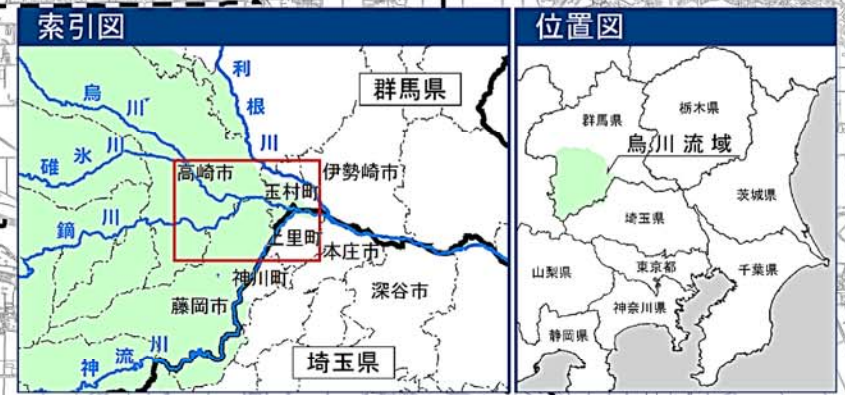 索引図
利根川
群馬県
烏川
碓氷川
高崎市
伊勢崎市
玉村町
鏑川
上里町
本庄市
神川町
藤岡市
深谷市
神流川
埼玉県
位置図
群馬県
栃木県
烏川流域
茨城県
埼玉県
山梨県
東京都
千葉県
神奈川県
静岡県